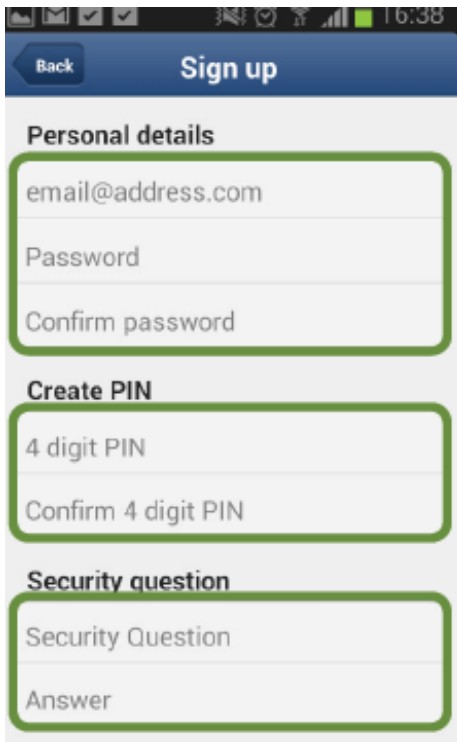 16:38
Back
Sign up
Personal details
email@address.com
Password
Confirm password
Create PIN
4 digit PIN
Confirm 4 digit PIN
Security question
Security Question
Answer